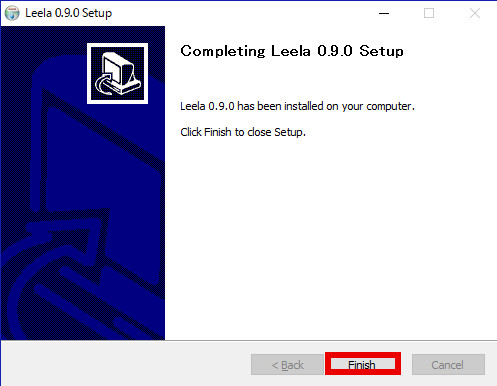 Leela 0.9.0 Setup
Completing Leela 0.9.0 Setup
Leela 0.9.0 has been installed on your computer.
Click Finish to close Setup.
< Back
Finish
Cancel